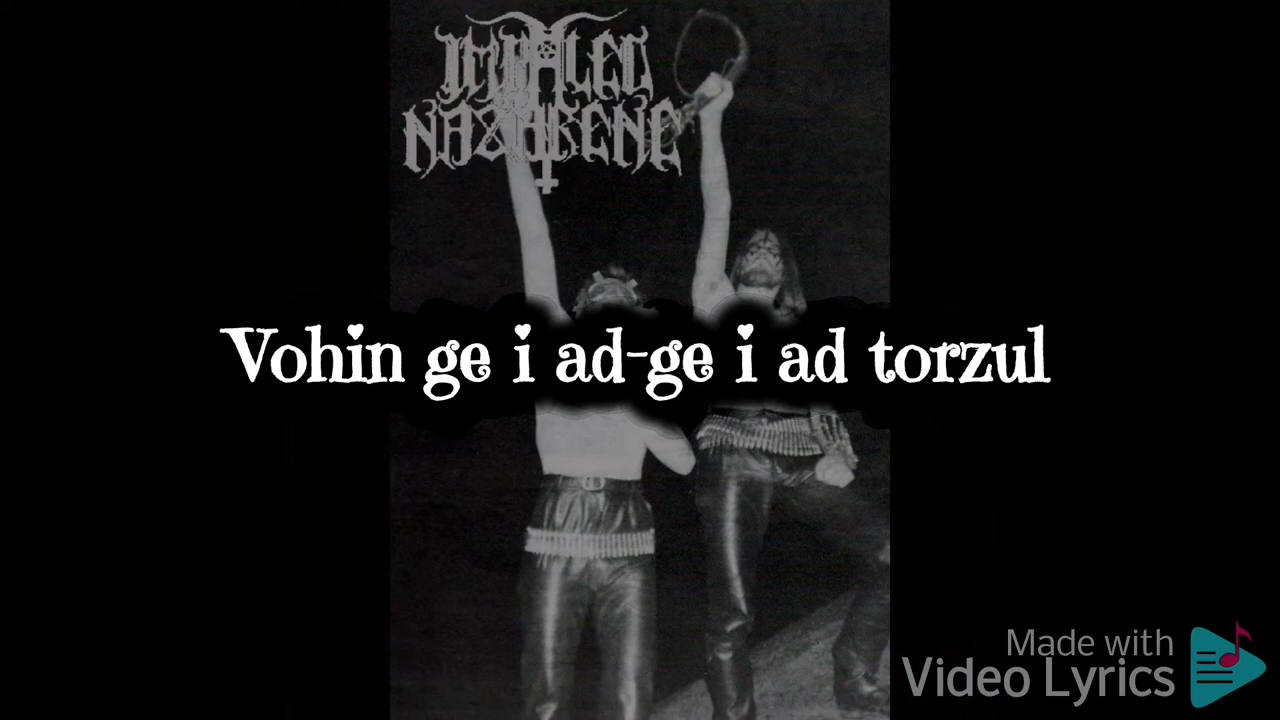 IMPALED
NAZARENE
Vohin ge i ad-ge i ad torzul
Made with
Video Lyrics